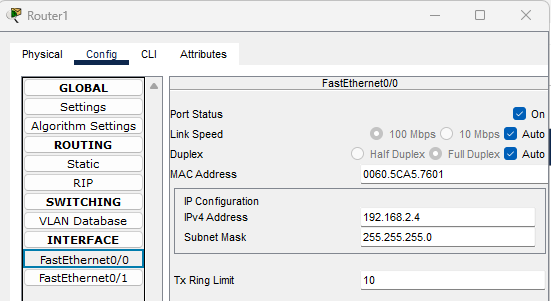 Router1
Physical Config CLI Attributes
GLOBAL
Settings
Algorithm Settings
ROUTING
Static
RIP
SWITCHING
VLAN Database
INTERFACE
FastEthernet0/0
FastEthernet0/1
FastEthernet0/0
Port Status On
Link Speed 100 Mbps 10 Mbps Auto
Duplex Half Duplex Full Duplex Auto
MAC Address 0060.5CA5.7601
IP Configuration
IPv4 Address 192.168.2.4
Subnet Mask 255.255.255.0
Tx Ring Limit 10